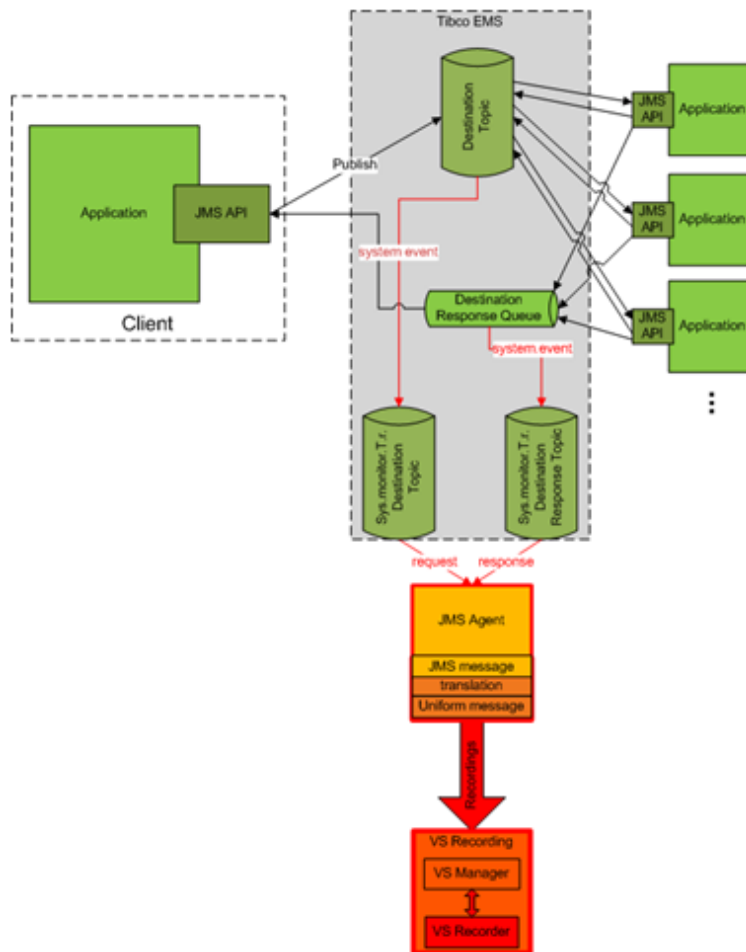 Tibco EMS
Destination
Topic
JMS
API
Application
JMS
API
Application
JMS
API
Application
...
Application
JMS API
Client
Publish
system event
Destination
Response Queue
system event
Sys.monitor.T.r.
Destination
Topic
Sys.monitor.T.r.
Destination
Response Topic
request
response
JMS Agent
JMS message
translation
Uniform message
Recordings
VS Recording
VS Manager
VS Recorder